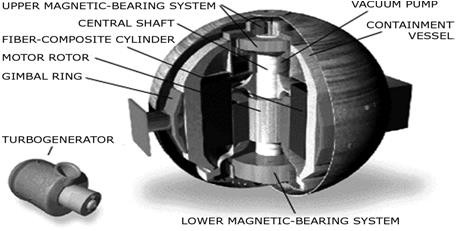 UPPER MAGNETIC-BEARING SYSTEM
CENTRAL SHAFT
FIBER-COMPOSITE CYLINDER
MOTOR ROTOR
GIMBAL RING
VACUUM PUMP
CONTAINMENT
VESSEL
TURBOGENERATOR
LOWER MAGNETIC-BEARING SYSTEM